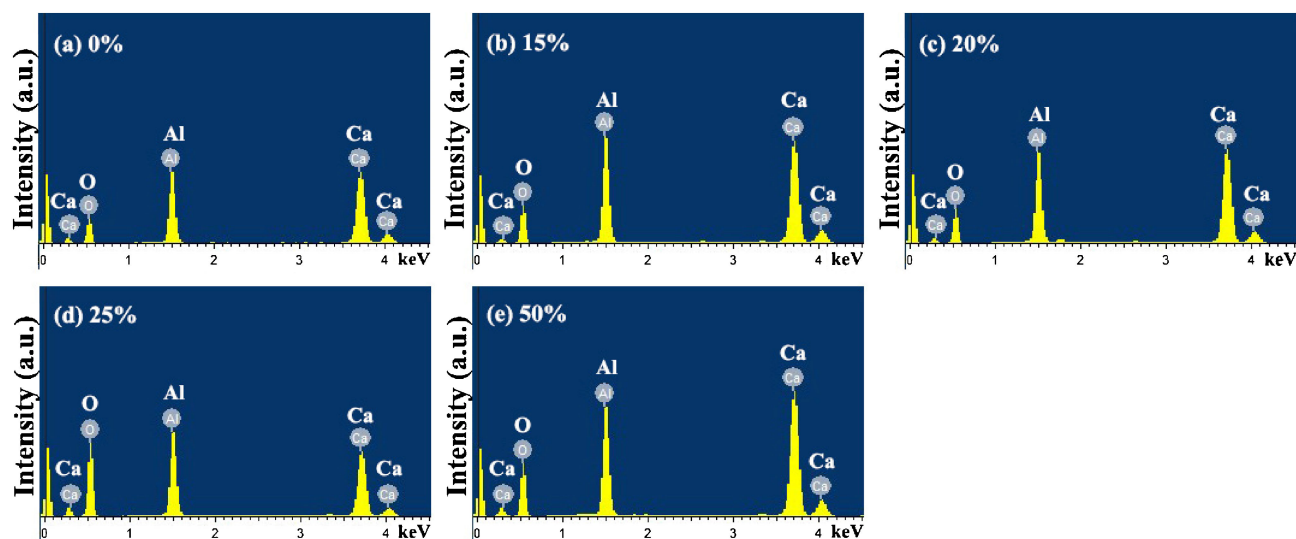 (a) 0%
Intensity (a.u.)
Ca
Ca
O
O
Al
Al
Ca
Ca
Ca
Ca
0 1 2 3 4 keV
(b) 15%
Intensity (a.u.)
Ca
Ca
O
O
Al
Al
Ca
Ca
Ca
Ca
0 1 2 3 4 keV
(c) 20%
Intensity (a.u.)
Ca
Ca
O
O
Al
Al
Ca
Ca
Ca
Ca
0 1 2 3 4 keV
(d) 25%
Intensity (a.u.)
Ca
Ca
O
O
Al
Al
Ca
Ca
Ca
Ca
0 1 2 3 4 keV
(e) 50%
Intensity (a.u.)
Ca
Ca
O
O
Al
Al
Ca
Ca
Ca
Ca
0 1 2 3 4 keV